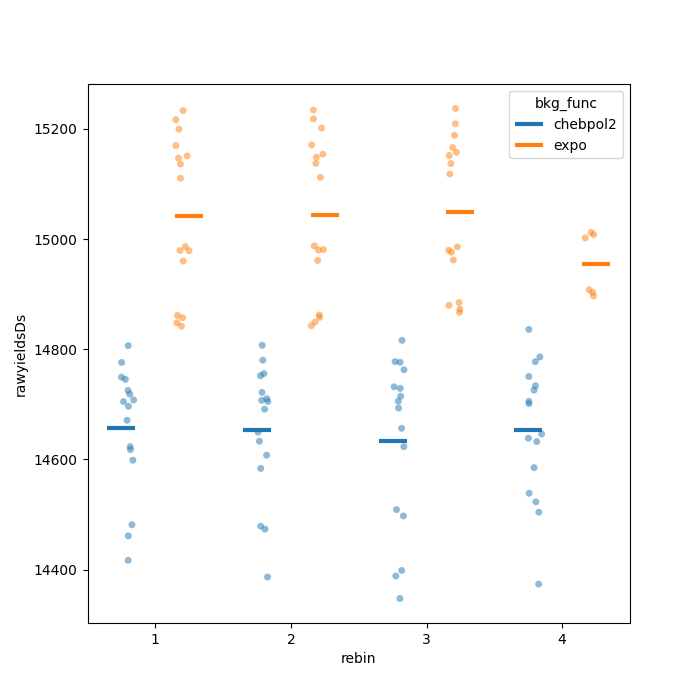 bkg_func
chebpol2
expo
15200
15000
14800
14600
14400
rawyieldsDs
1 2 3 4
rebin